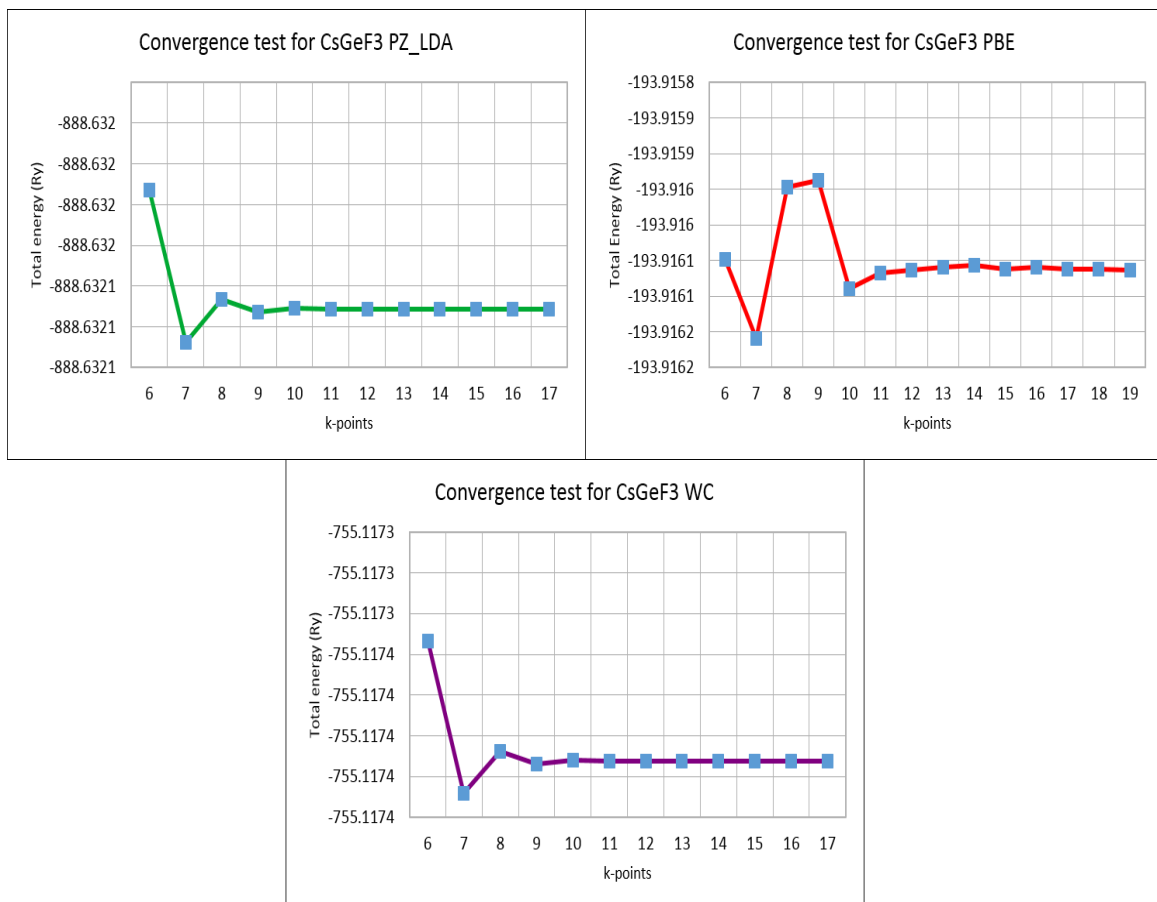 Convergence test for CsGeF3 PZ_LDA
Total energy (Ry)
-888.632
-888.632
-888.632
-888.632
-888.6321
-888.6321
-888.6321
6 7 8 9 10 11 12 13 14 15 16 17
k-points
Convergence test for CsGeF3 PBE
Total Energy (Ry)
-193.9158
-193.9159
-193.9159
-193.916
-193.916
-193.9161
-193.9161
-193.9162
-193.9162
6 7 8 9 10 11 12 13 14 15 16 17 18 19
k-points
Convergence test for CsGeF3 WC
Total energy (Ry)
-755.1173
-755.1173
-755.1173
-755.1174
-755.1174
-755.1174
-755.1174
-755.1174
6 7 8 9 10 11 12 13 14 15 16 17
k-points